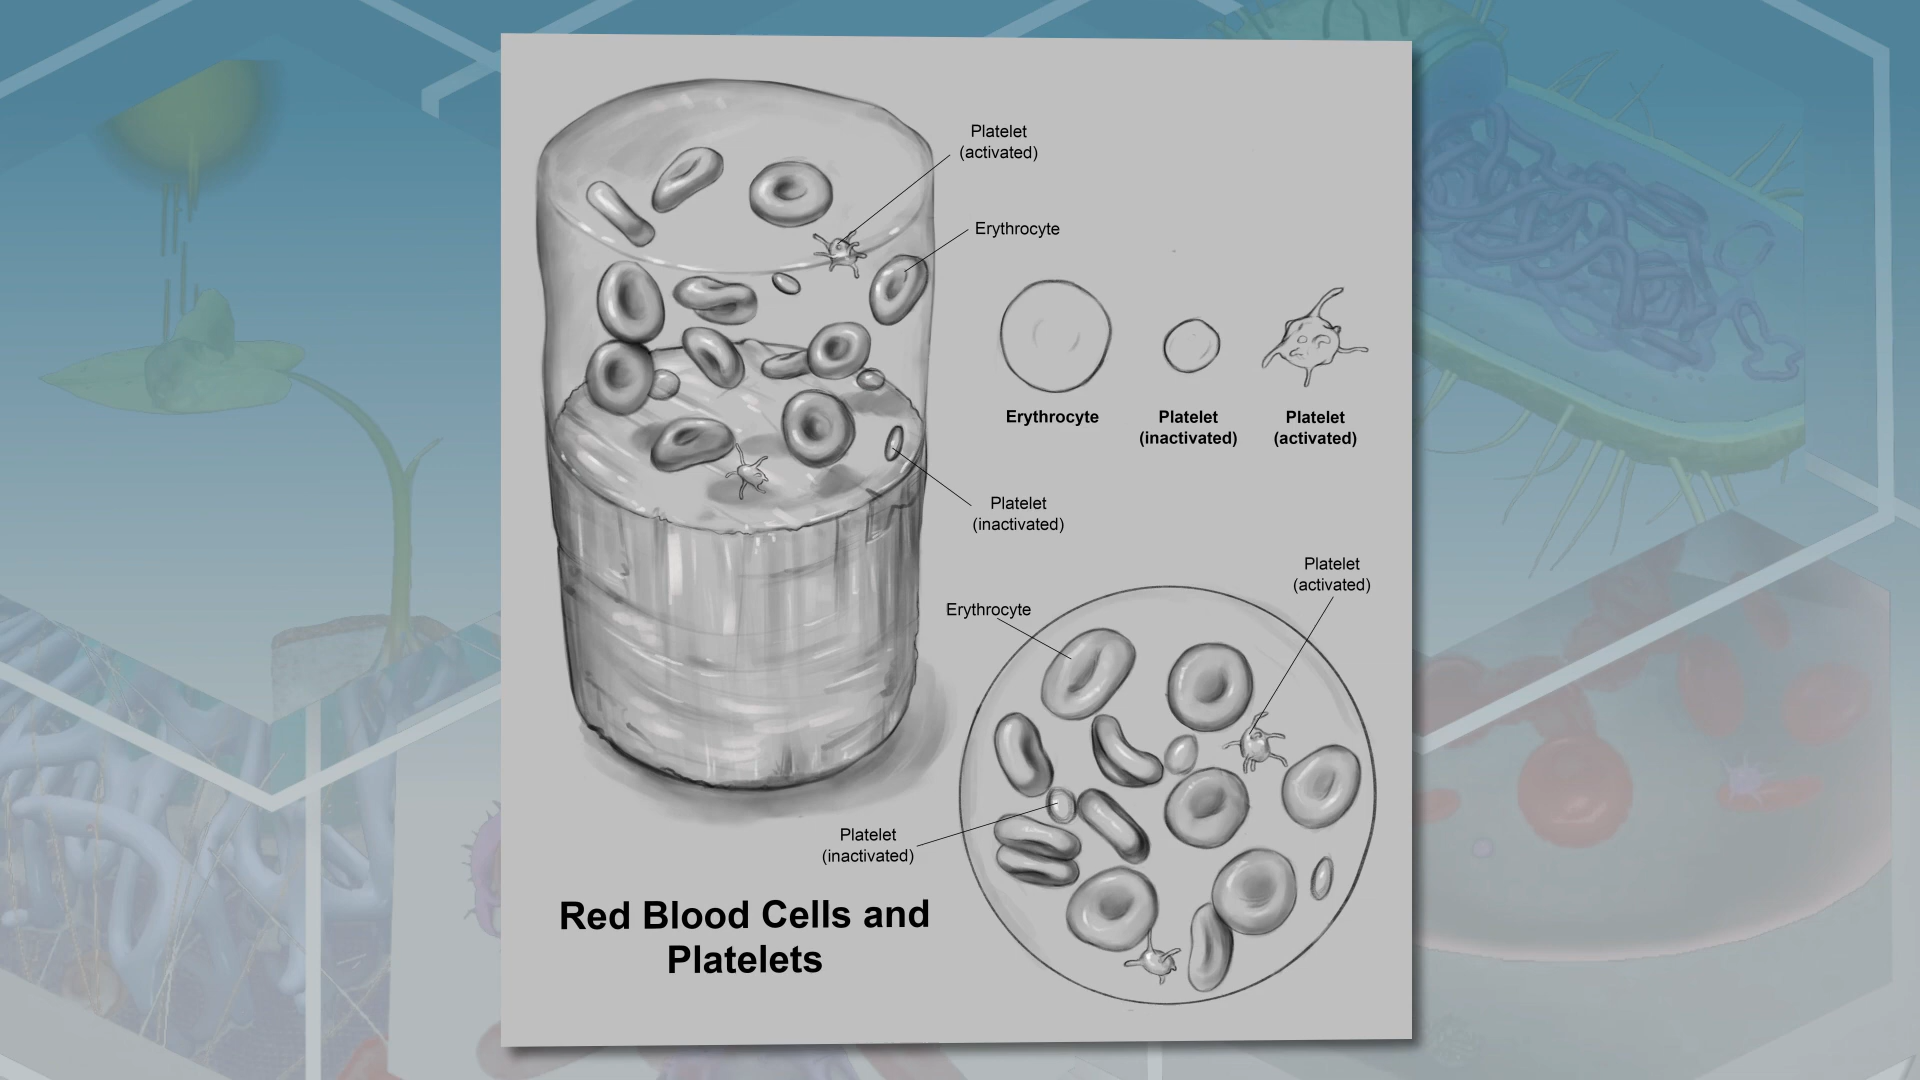 Platelet
(activated)
Erythrocyte
Erythrocyte
Platelet
(inactivated)
Platelet
(activated)
Platelet
(inactivated)
Platelet
(activated)
Erythrocyte
Platelet
(inactivated)
Red Blood Cells and
Platelets